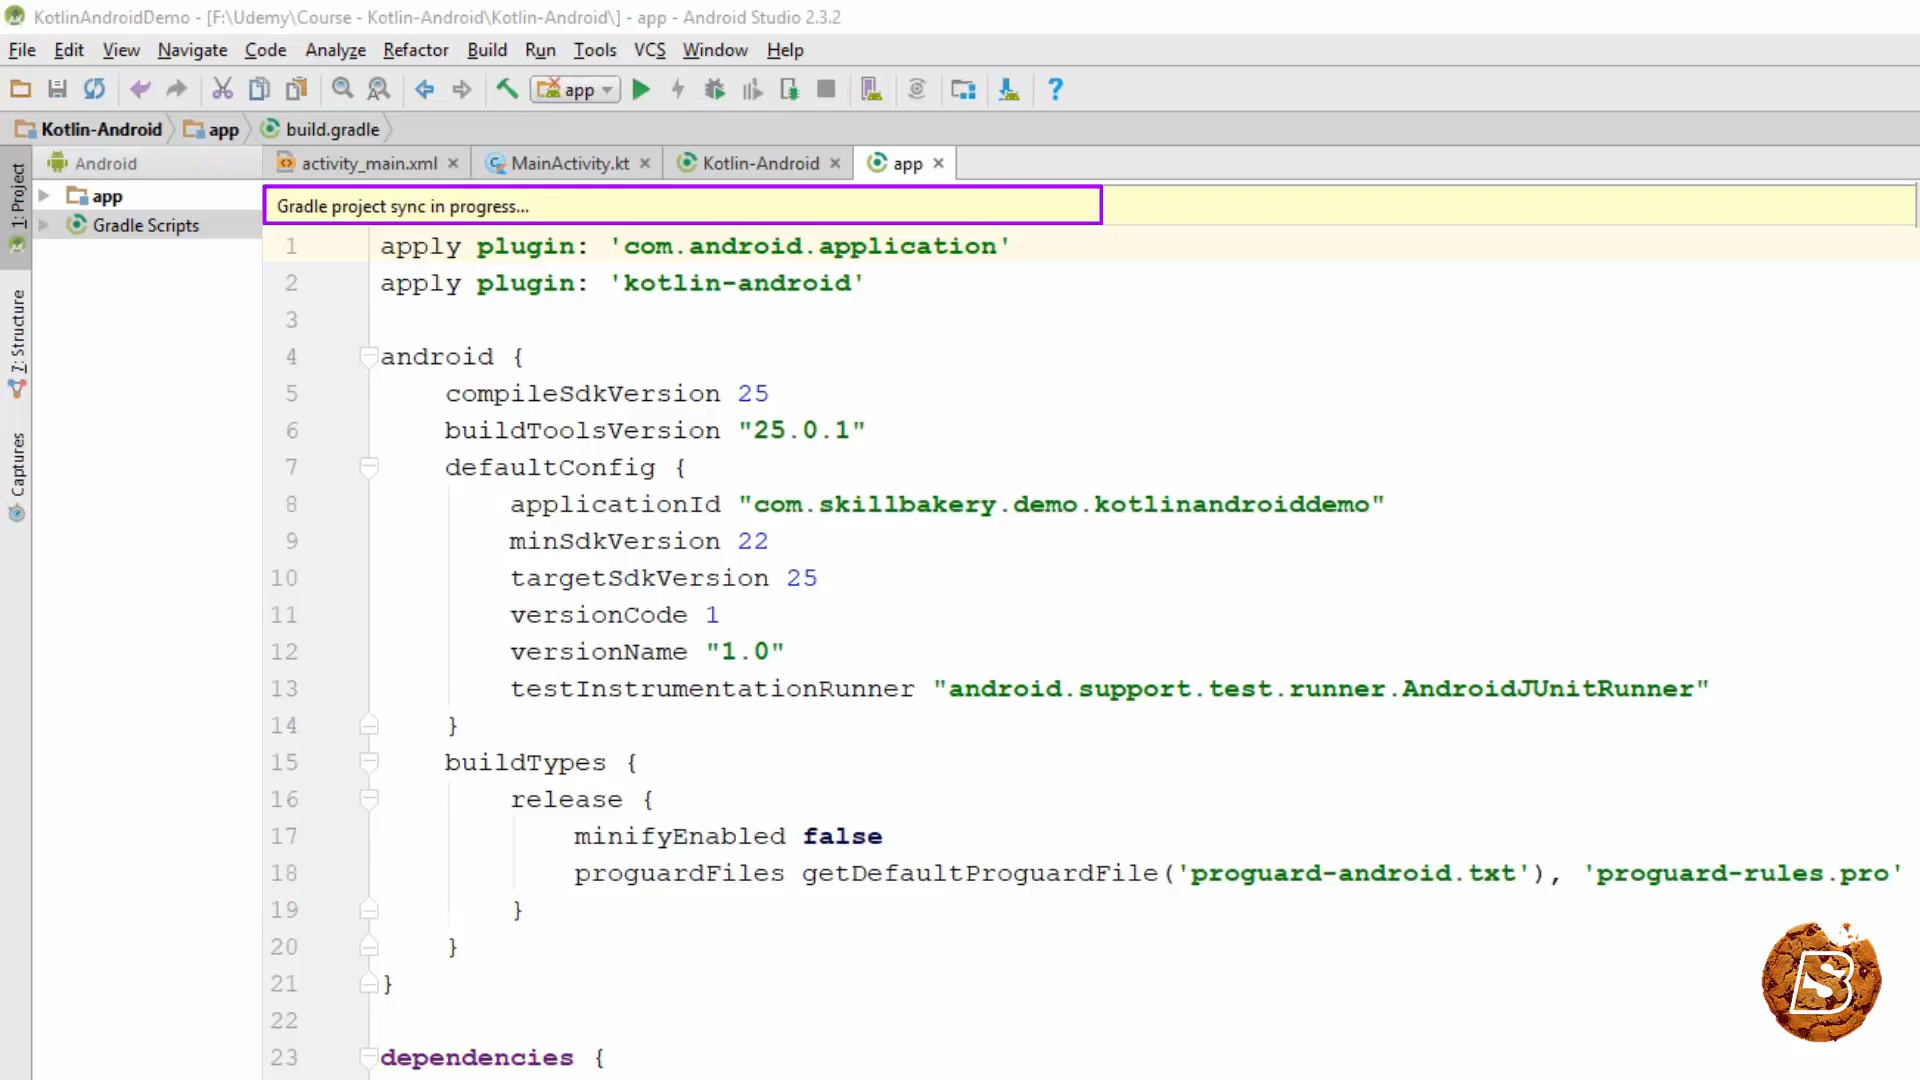 KotlinAndroidDemo - [F:\Udemy\Course - Kotlin-Android\Kotlin-Android\] - app - Android Studio 2.3.2
File Edit View Navigate Code Analyze Refactor Build Run Tools VCS Window Help
app
Kotlin-Android app build.gradle
Android activity_main.xml MainActivity.kt Kotlin-Android app
1: Project
7: Structure
Captures
app
Gradle Scripts
Gradle project sync in progress...
1 apply plugin: 'com.android.application'
2 apply plugin: 'kotlin-android'
3
4 android {
5 compileSdkVersion 25
6 buildToolsVersion "25.0.1"
7 defaultConfig {
8 applicationId "com.skillbakery.demo.kotlinandroiddemo"
9 minSdkVersion 22
10 targetSdkVersion 25
11 versionCode 1
12 versionName "1.0"
13 testInstrumentationRunner "android.support.test.runner.AndroidJUnitRunner"
14 }
15 buildTypes {
16 release {
17 minifyEnabled false
18 proguardFiles getDefaultProguardFile('proguard-android.txt'), 'proguard-rules.pro'
19 }
20 }
21 }
22
23 dependencies {